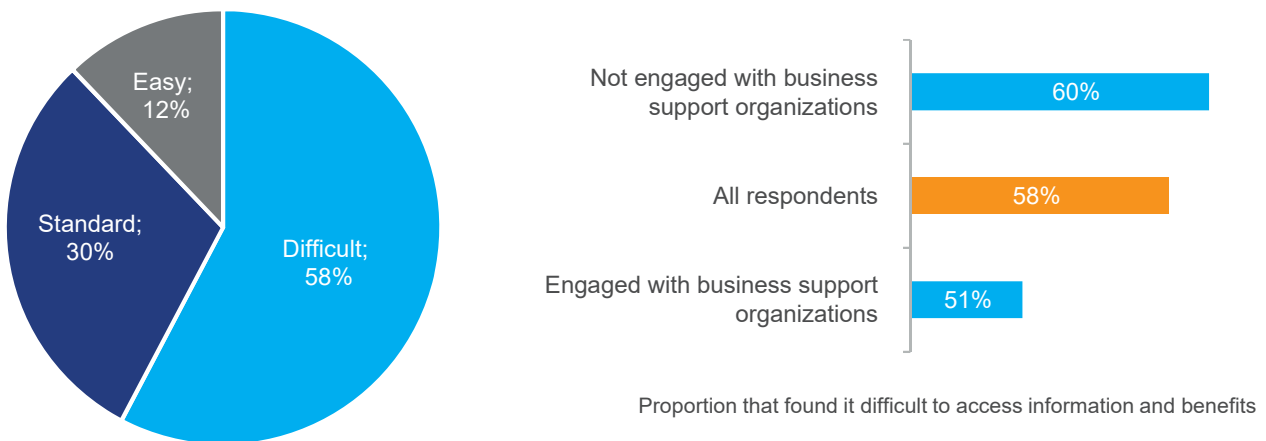 Easy;
12%
Standard;
30%
Difficult;
58%
Not engaged with business
support organizations
60%
All respondents
58%
Engaged with business support
organizations
51%
Proportion that found it difficult to access information and benefits